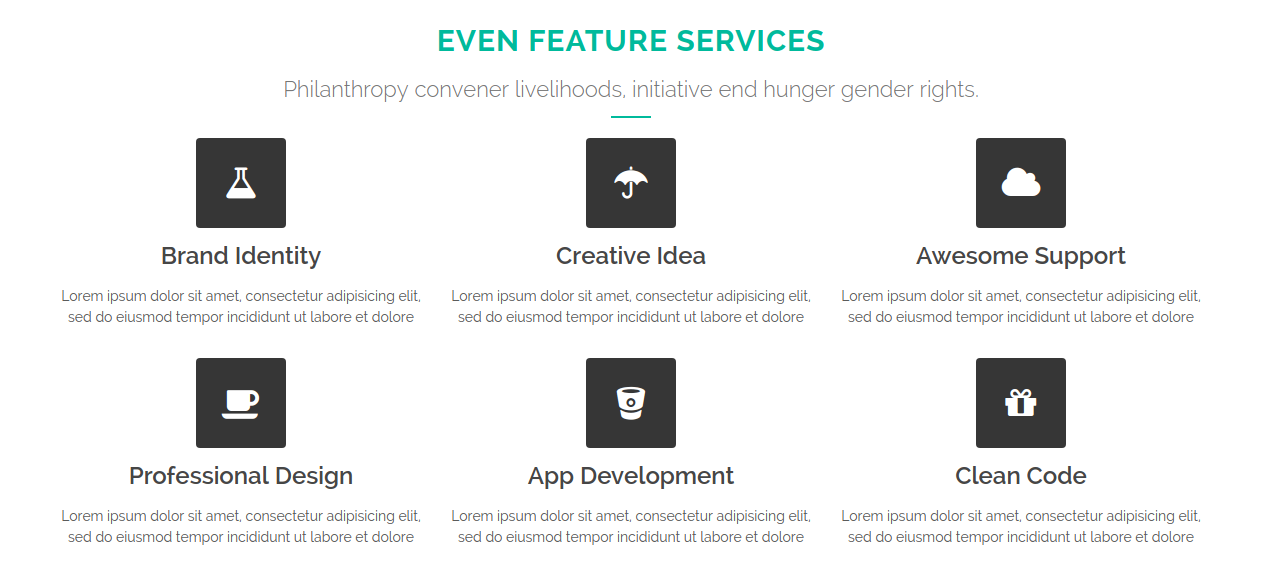 EVEN FEATURE SERVICES
Philanthropy convener livelihoods, initiative end hunger gender rights.
Brand Identity
Lorem ipsum dolor sit amet, consectetur adipisicing elit,
sed do eiusmod tempor incididunt ut labore et dolore
Creative Idea
Lorem ipsum dolor sit amet, consectetur adipisicing elit,
sed do eiusmod tempor incididunt ut labore et dolore
Awesome Support
Lorem ipsum dolor sit amet, consectetur adipisicing elit,
sed do eiusmod tempor incididunt ut labore et dolore
Professional Design
Lorem ipsum dolor sit amet, consectetur adipisicing elit,
sed do eiusmod tempor incididunt ut labore et dolore
App Development
Lorem ipsum dolor sit amet, consectetur adipisicing elit,
sed do eiusmod tempor incididunt ut labore et dolore
Clean Code
Lorem ipsum dolor sit amet, consectetur adipisicing elit,
sed do eiusmod tempor incididunt ut labore et dolore